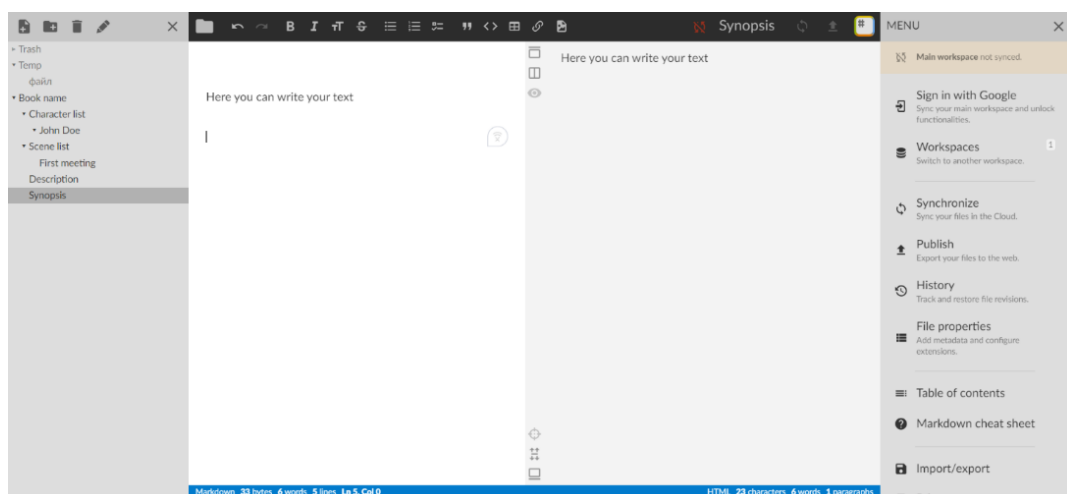 Synopsis
MENU
Trash
Temp
файл
Book name
Character list
John Doe
Scene list
First meeting
Description
Synopsis
Here you can write your text
Here you can write your text
Main workspace not synced.
Sign in with Google
Sync your main workspace and unlock
functionalities.
Workspaces 1
Switch to another workspace.
Synchronize
Sync your files in the Cloud.
Publish
Export your files to the web.
History
Track and restore file revisions.
File properties
Add metadata and configure
extensions.
Table of contents
Markdown cheat sheet
Import/export
Markdown 33 bytes 6 words 5 lines Ln 5, Col 0
HTML 23 characters 6 words 1 paragraphs